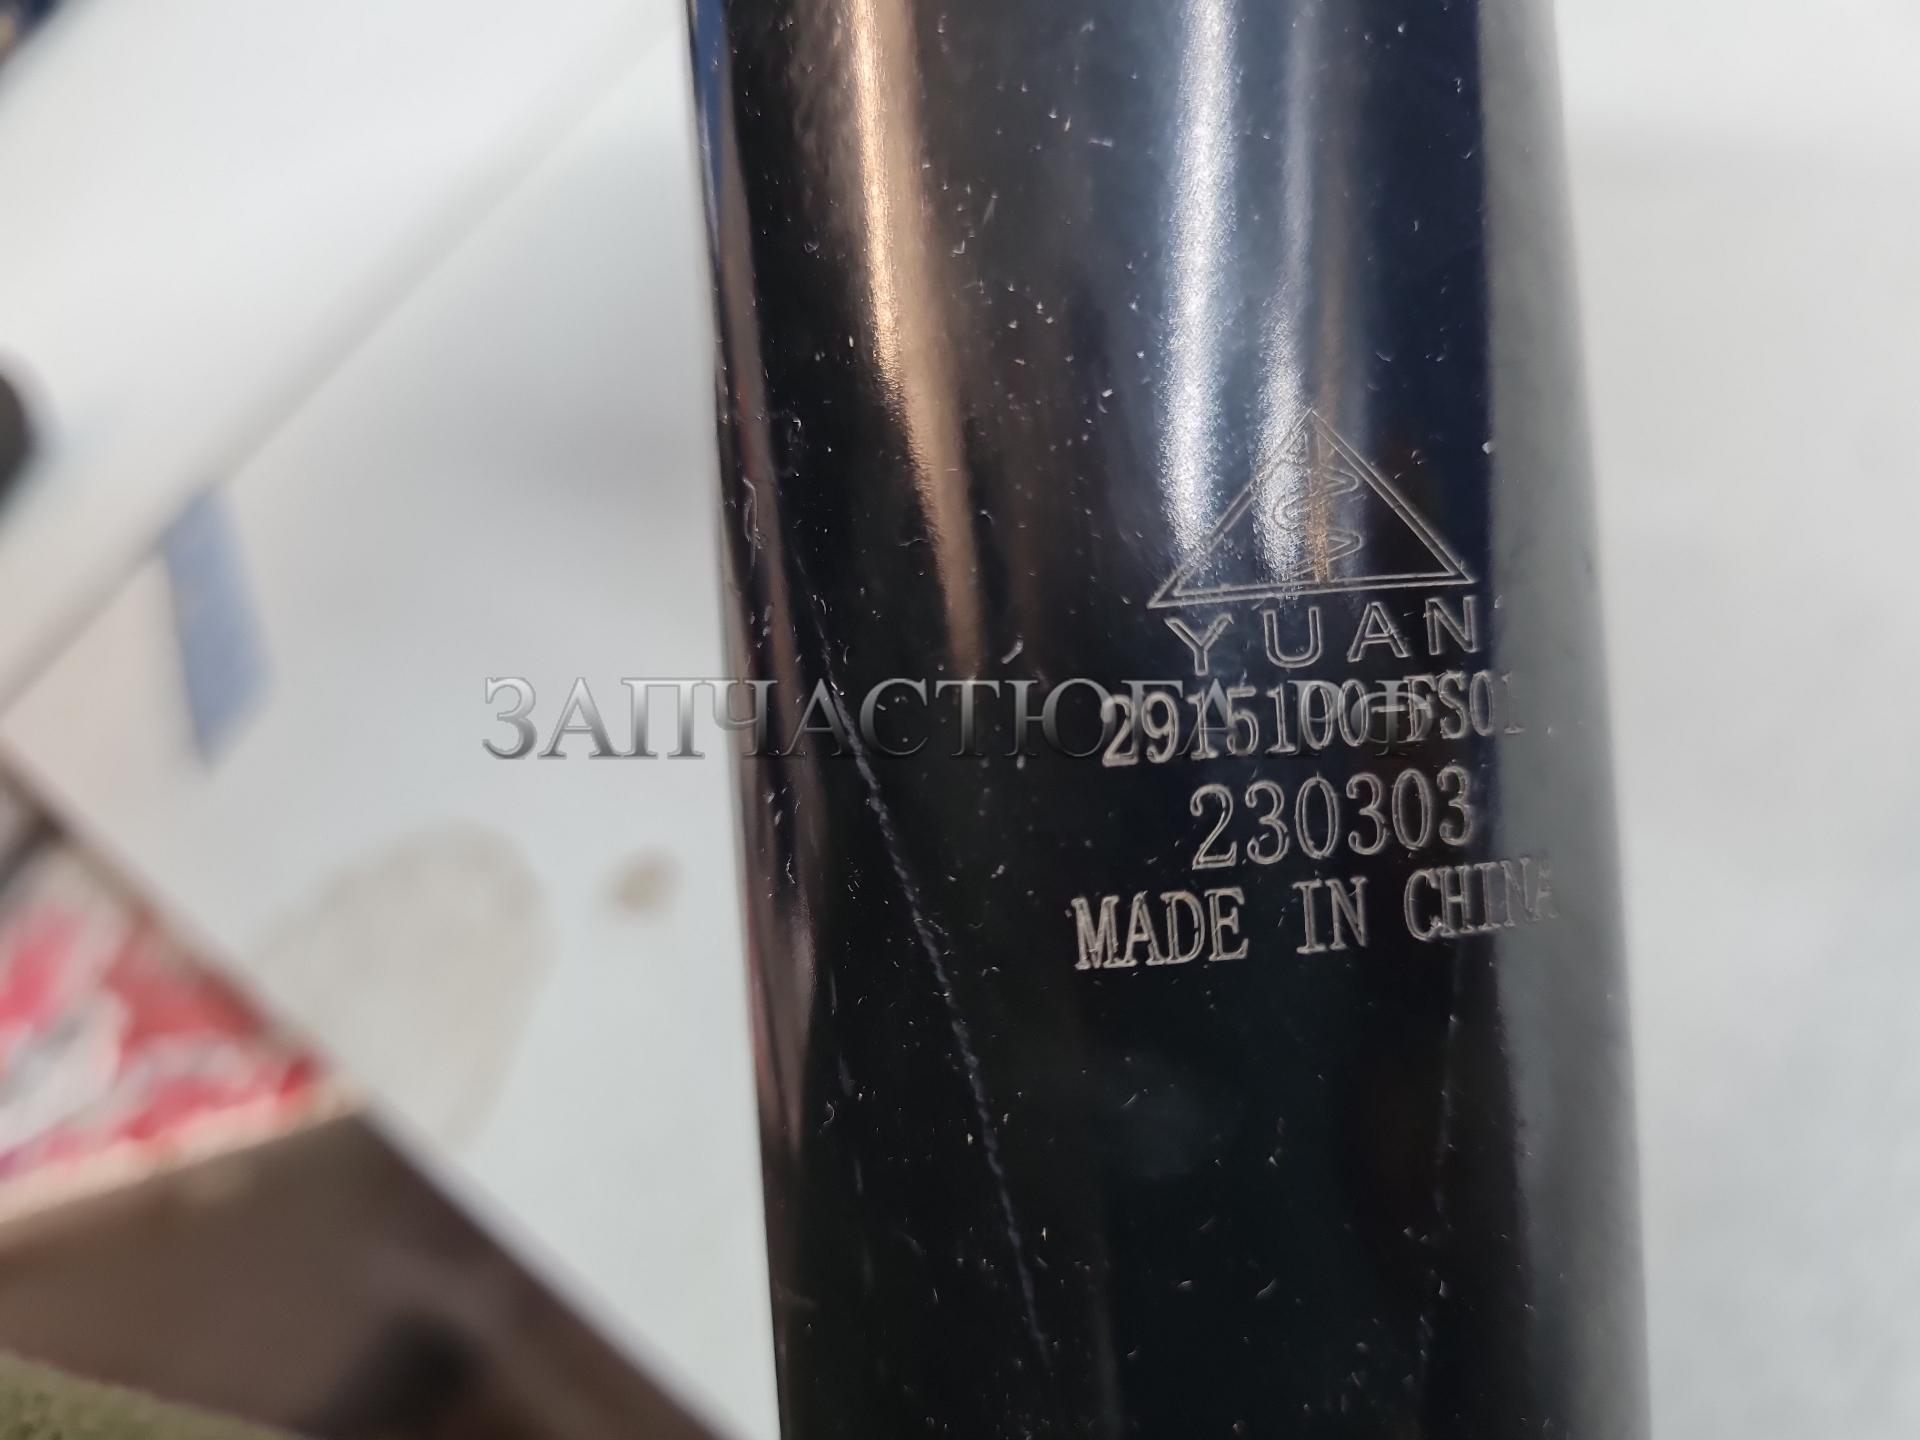 YUAN
ЗАПЧАСТЮГА.РФ
2915100-FS01
230303
MADE IN CHINA